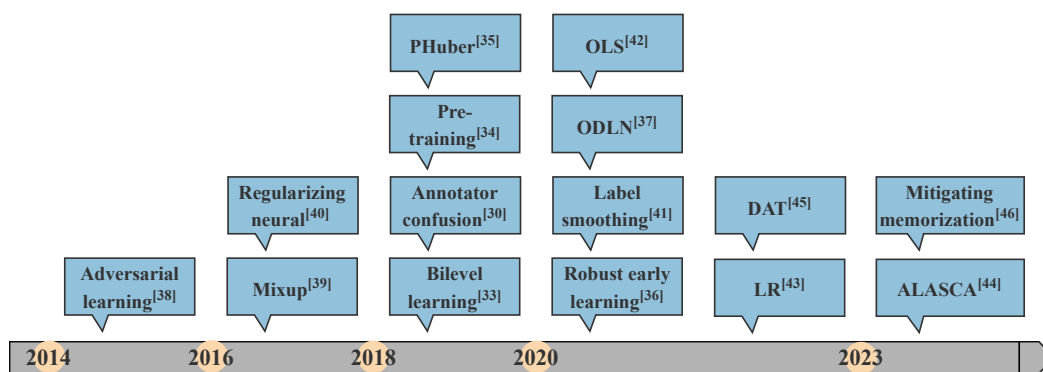 PHuber[35]
OLS[42]
Pre-
training[34]
ODLN[37]
Regularizing
neural[40]
Annotator
confusion[30]
Label
smoothing[41]
DAT[45]
Mitigating
memorization[46]
Adversarial
learning[38]
Mixup[39]
Bilevel
learning[33]
Robust early
learning[36]
LR[43]
ALASCA[44]
2014
2016
2018
2020
2023